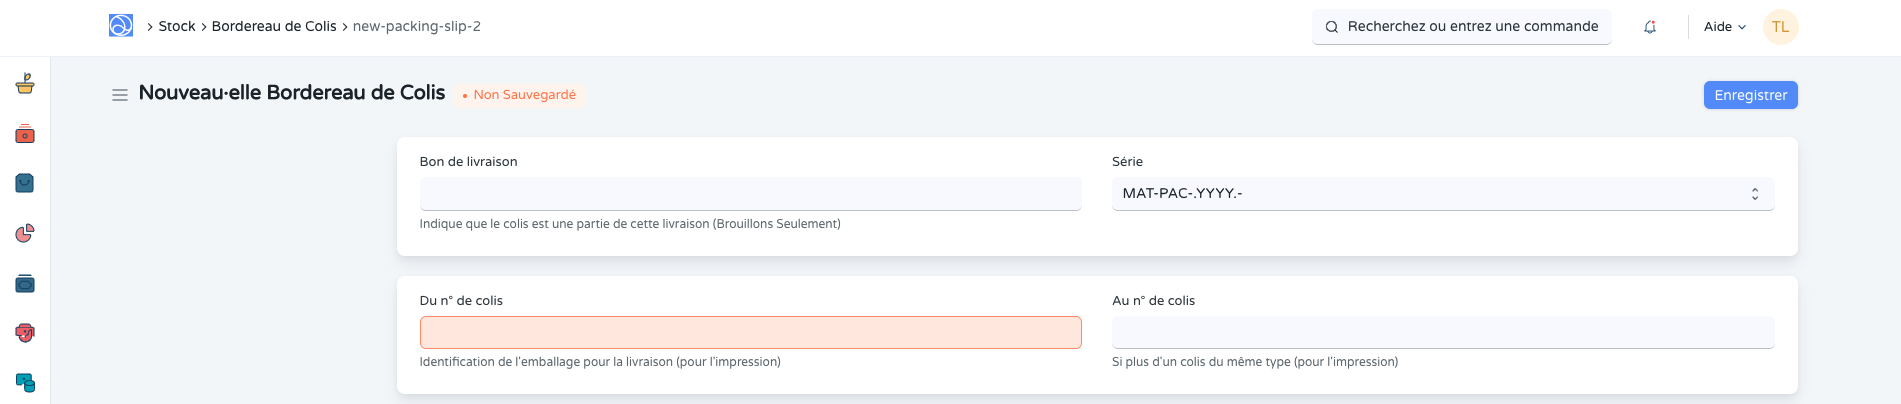 Stock > Bordereau de Colis > new-packing-slip-2
Recherchez ou entrez une commande
Aide
TL
Nouveau·elle Bordereau de Colis
• Non Sauvegardé
Enregistrer
Bon de livraison
Série
MAT-PAC-.YYYY.-
Indique que le colis est une partie de cette livraison (Brouillons Seulement)
Du n° de colis
Au n° de colis
Identification de l'emballage pour la livraison (pour l'impression)
Si plus d'un colis du même type (pour l'impression)